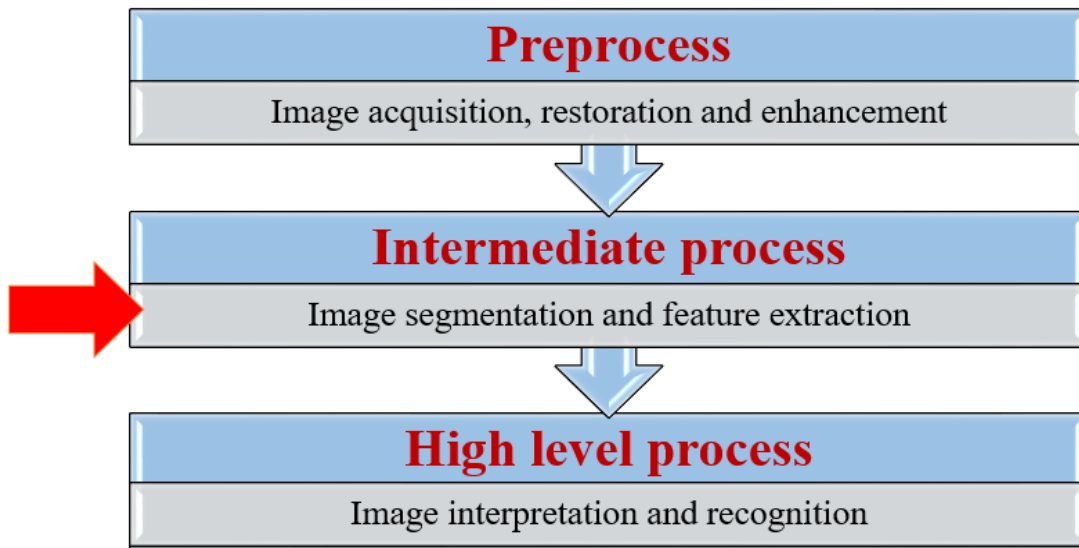 Preprocess
Image acquisition, restoration and enhancement
Intermediate process
Image segmentation and feature extraction
High level process
Image interpretation and recognition